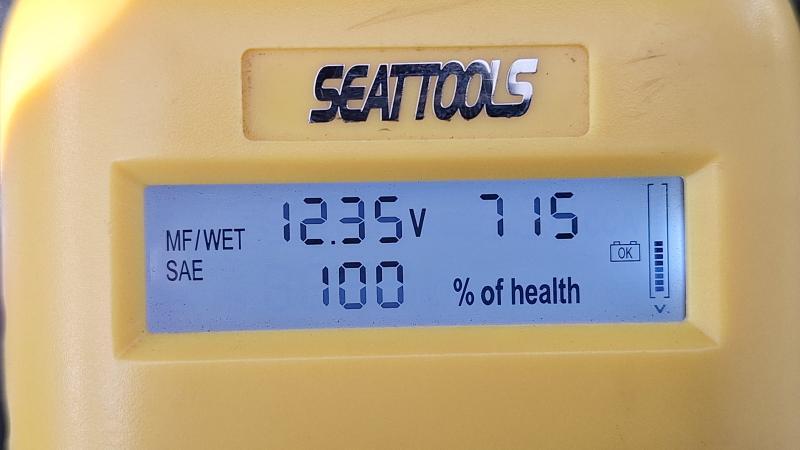 SEATTOOLS
MF/WET 12.35V 715
SAE 100 % of health
OK
V